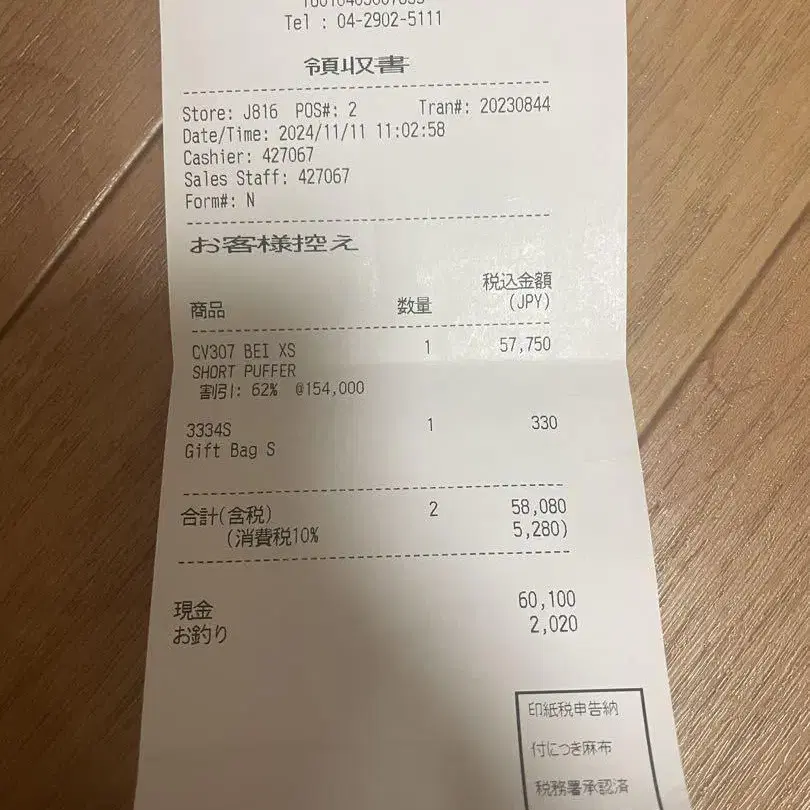 Tel : 04-2902-5111
領収書
Store: J816 POS#: 2 Tran#: 20230844
Date/Time: 2024/11/11 11:02:58
Cashier: 427067
Sales Staff: 427067
Form#: N
お客様控え
税込金額
商品 数量 (JPY)
CV307 BEI XS 1 57,750
SHORT PUFFER
割引: 62% @154,000
3334S 1 330
Gift Bag S
合計(含税) 2 58,080
(消費税10% 5,280)
現金 60,100
お釣り 2,020
印紙税申告納
付につき麻布
税務署承認済